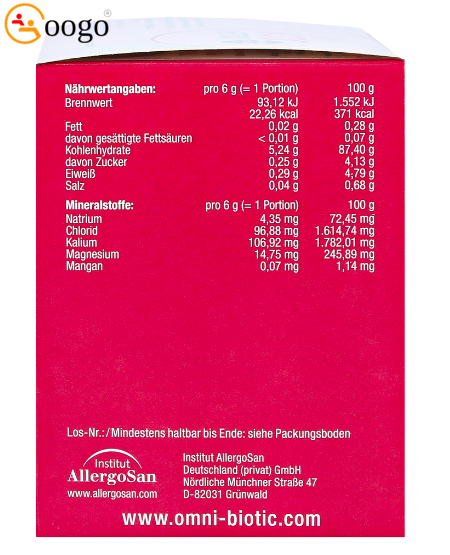 oogo®
Nährwertangaben: pro 6 g (= 1 Portion) 100 g
Brennwert 93,12 kJ 1.552 kJ
22,26 kcal 371 kcal
Fett 0,02 g 0,28 g
davon gesättigte Fettsäuren < 0,01 g 0,07 g
Kohlenhydrate 5,24 g 87,40 g
davon Zucker 0,25 g 4,13 g
Eiweiß 0,29 g 4,79 g
Salz 0,04 g 0,68 g
Mineralstoffe: pro 6 g (= 1 Portion) 100 g
Natrium 4,35 mg 72,45 mg
Chlorid 96,88 mg 1.614,74 mg
Kalium 106,92 mg 1.782,01 mg
Magnesium 14,75 mg 245,89 mg
Mangan 0,07 mg 1,14 mg
Los-Nr.:/Mindestens haltbar bis Ende: siehe Packungsboden
Institut
AllergoSan
www.allergosan.com
Institut AllergoSan
Deutschland (privat) GmbH
Nördliche Münchner Straße 47
D-82031 Grünwald
www.omni-biotic.com